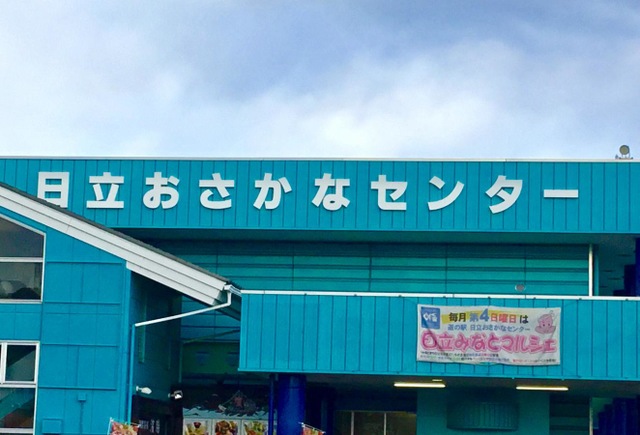 日立おさかなセンター
毎月 第4日曜日は
道の駅 日立おさかなセンター
日立みなとマルシェ